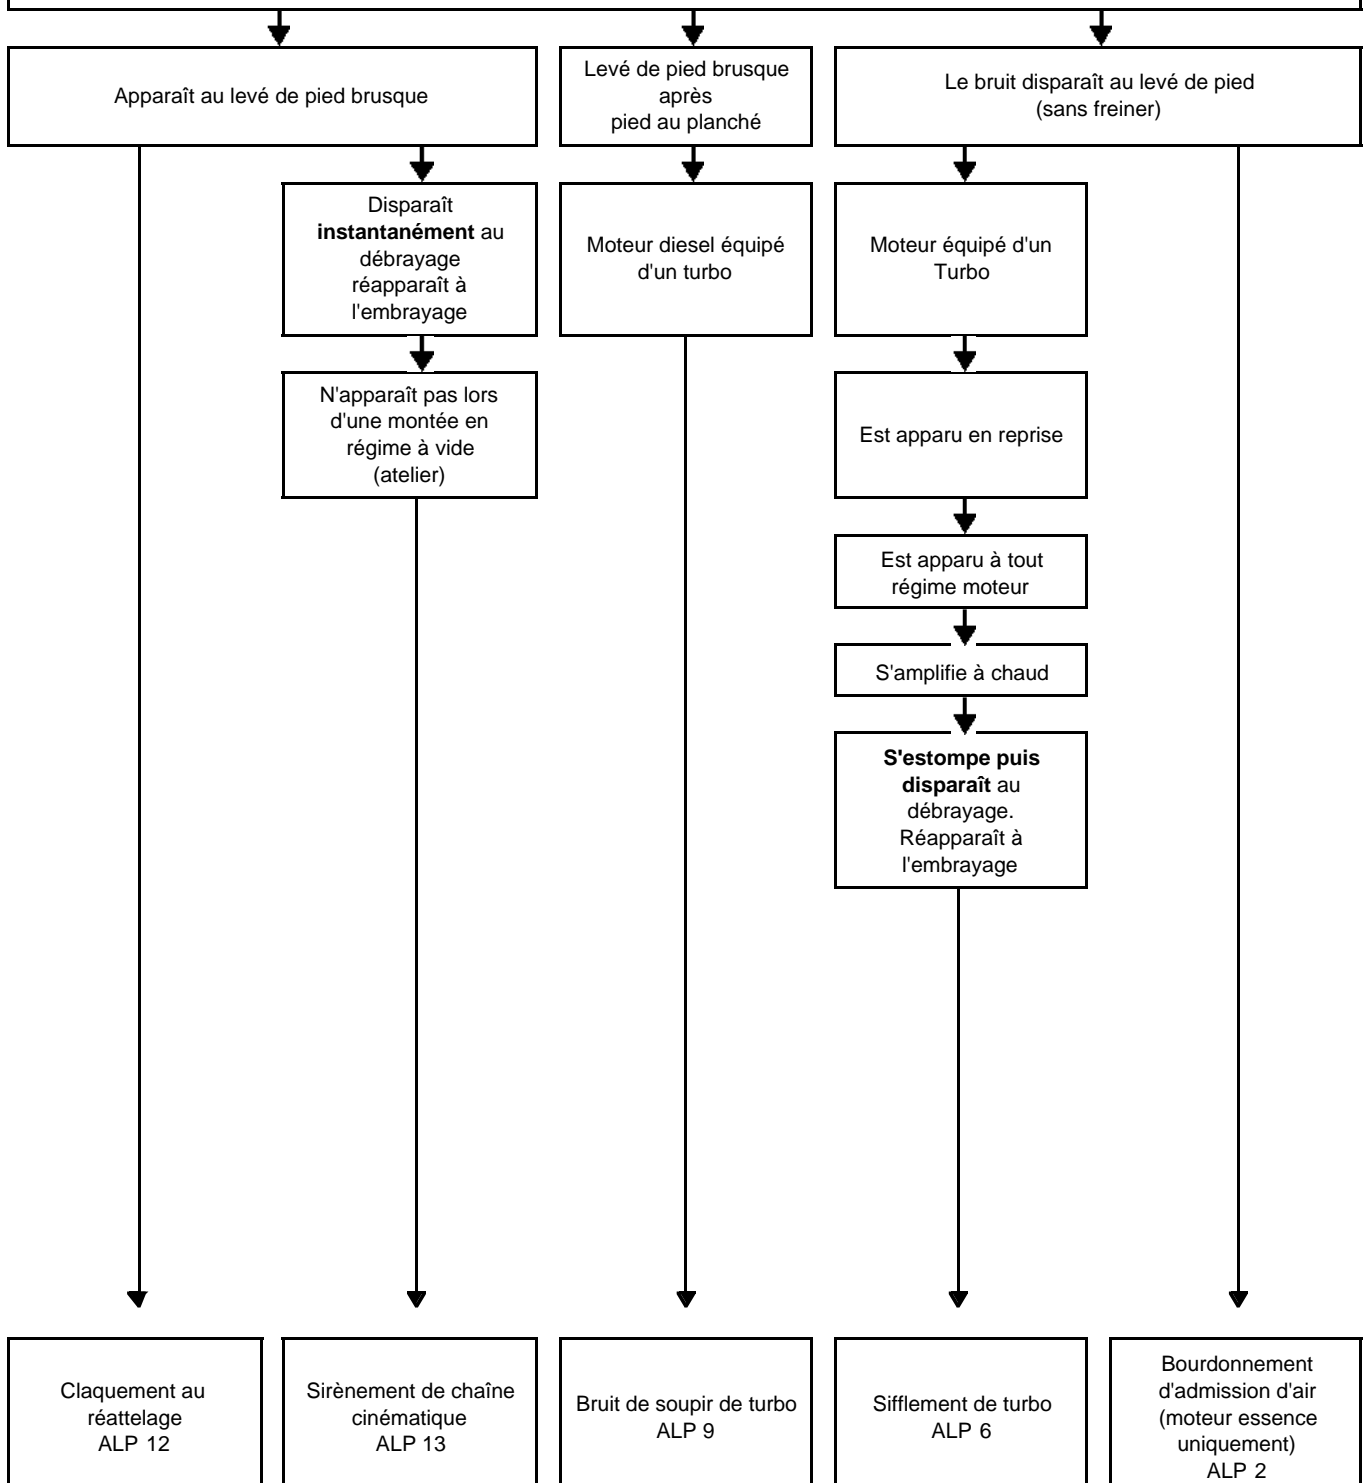 Apparaît au levé de pied brusque
Levé de pied brusque
après
pied au planché
Le bruit disparaît au levé de pied
(sans freiner)
Disparaît
instantanément au
débrayage
réapparaît à
l'embrayage
Moteur diesel équipé
d'un turbo
Moteur équipé d'un
Turbo
N'apparaît pas lors
d'une montée en
régime à vide
(atelier)
Est apparu en reprise
Est apparu à tout
régime moteur
S'amplifie à chaud
S'estompe puis
disparaît au
débrayage.
Réapparaît à
l'embrayage
Claquement au
réattelage
ALP 12
Sirènement de chaîne
cinématique
ALP 13
Bruit de soupir de turbo
ALP 9
Sifflement de turbo
ALP 6
Bourdonnement
d'admission d'air
(moteur essence
uniquement)
ALP 2